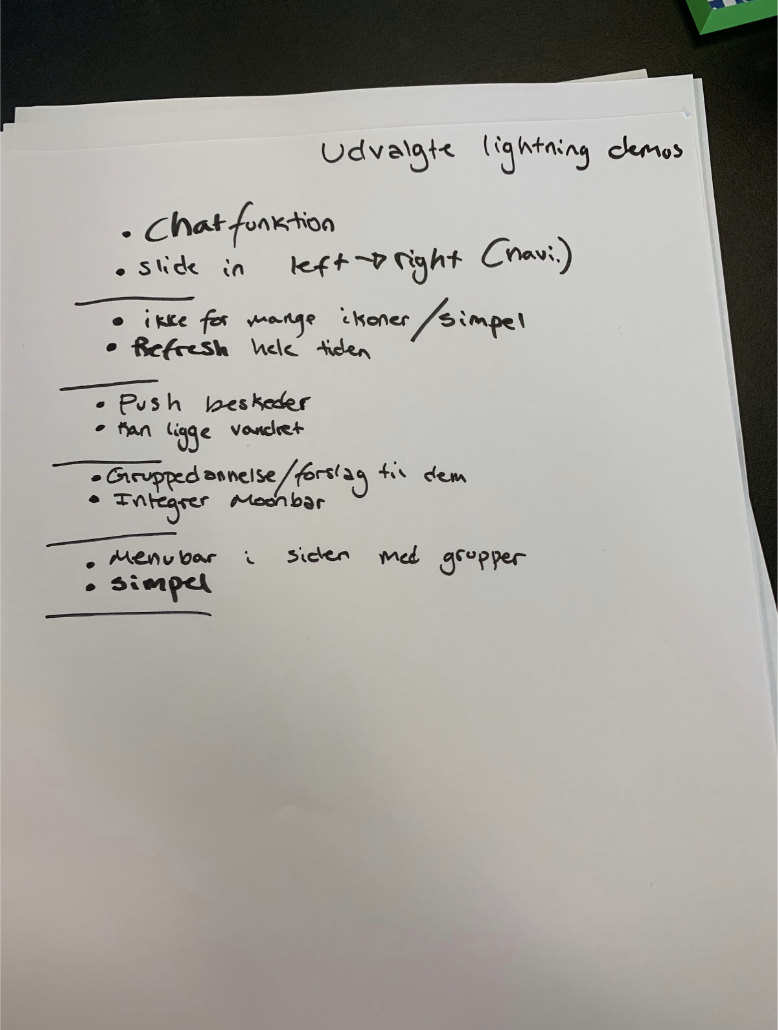 Udvalgte lightning demos
• Chatfunktion
• slide in left → right (navi.)
• ikke for mange ikoner/simpel
• Refresh hele tiden
• Push beskeder
• Kan ligge vandret
• Gruppedannelse/forslag til dem
• Integrer Moonbar
• Menubar i siden med grupper
• simpel